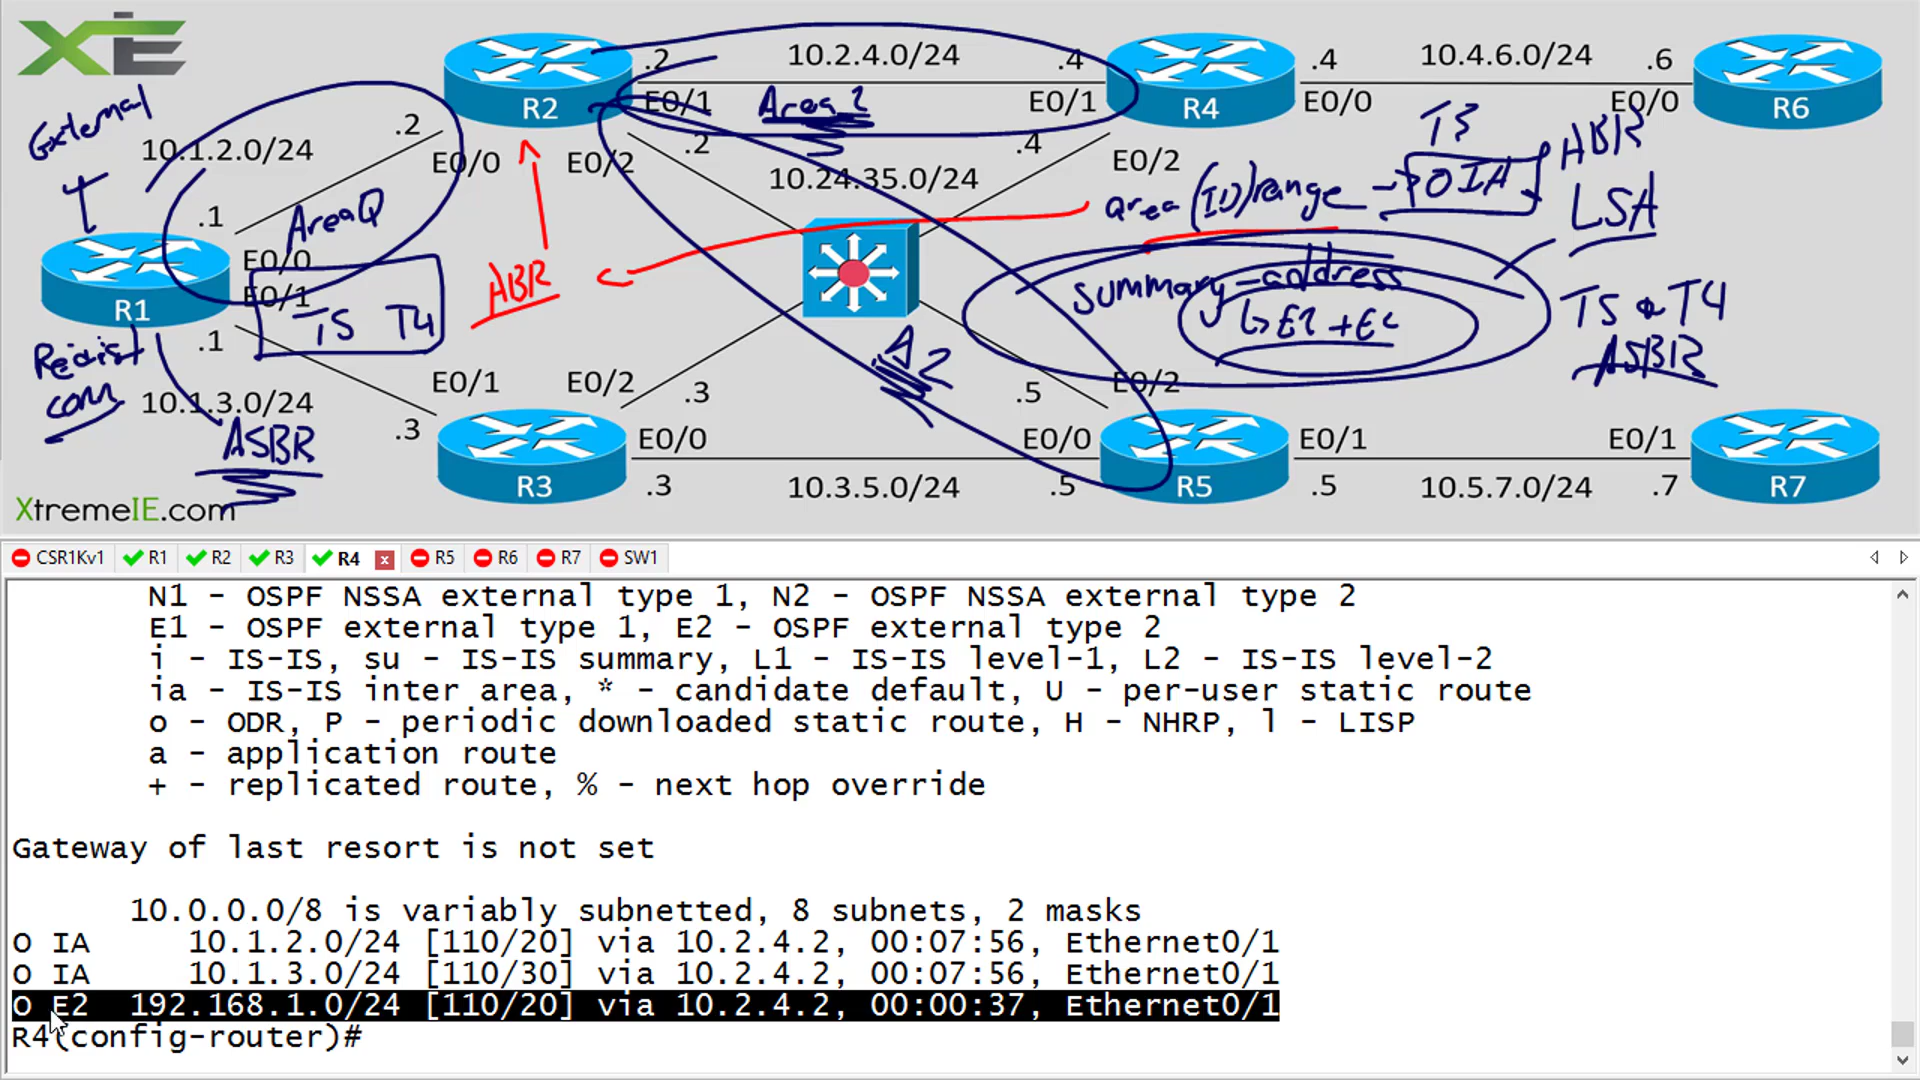 XIE
10.2.4.0/24
10.4.6.0/24
.2
.4
.4
.6
E0/1
Area 2
E0/1
E0/0
E0/0
R2
R4
R6
External
10.1.2.0/24
.2
E0/0
E0/2
.2
.4
E0/2
T3
ABR
10.24.35.0/24
area (ID) range → OIA
LSA
.1
Area 0
E0/0
R1
E0/1
T5 T4
ABR
summary-address
↳ E1 + E2
T5 & T4
ASBR
.1
Redist
conn
10.1.3.0/24
.3
E0/1
E0/2
.3
A2
.5
E0/2
ASBR
E0/0
E0/0
E0/1
E0/1
R3
.3
10.3.5.0/24
.5
R5
.5
10.5.7.0/24
.7
R7
XtremeIE.com
CSR1Kv1 R1 R2 R3 R4 x R5 R6 R7 SW1
N1 - OSPF NSSA external type 1, N2 - OSPF NSSA external type 2
E1 - OSPF external type 1, E2 - OSPF external type 2
i - IS-IS, su - IS-IS summary, L1 - IS-IS level-1, L2 - IS-IS level-2
ia - IS-IS inter area, * - candidate default, U - per-user static route
o - ODR, P - periodic downloaded static route, H - NHRP, l - LISP
a - application route
+ - replicated route, % - next hop override
Gateway of last resort is not set
10.0.0.0/8 is variably subnetted, 8 subnets, 2 masks
O IA 10.1.2.0/24 [110/20] via 10.2.4.2, 00:07:56, Ethernet0/1
O IA 10.1.3.0/24 [110/30] via 10.2.4.2, 00:07:56, Ethernet0/1
O E2 192.168.1.0/24 [110/20] via 10.2.4.2, 00:00:37, Ethernet0/1
R4(config-router)#